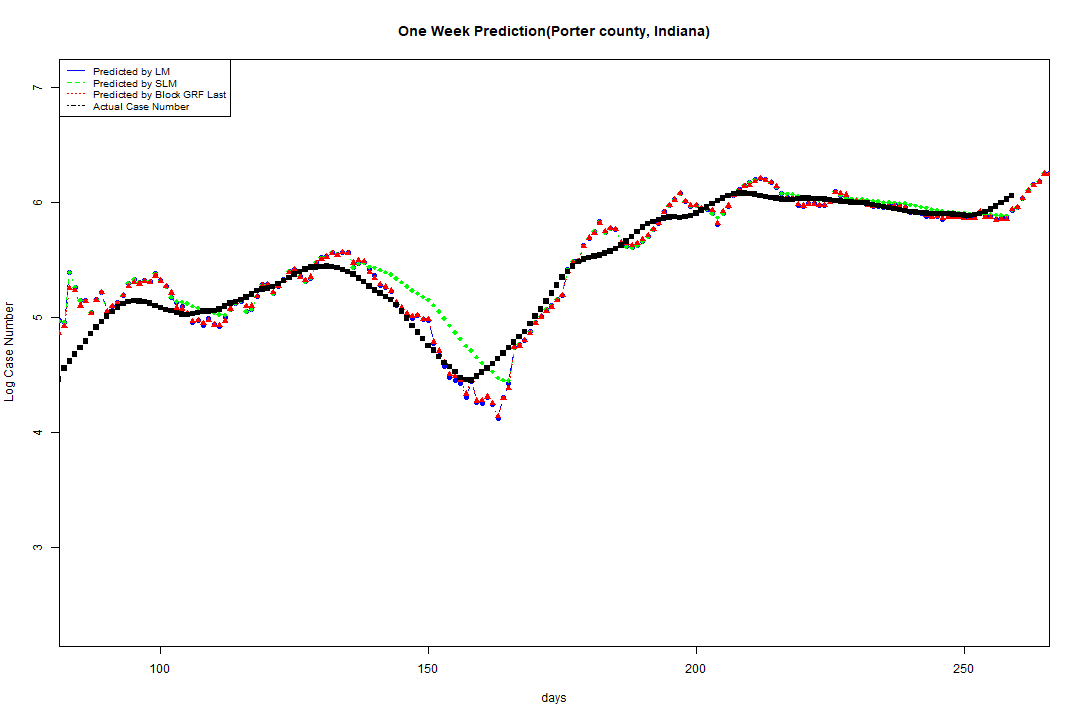 One Week Prediction(Porter county, Indiana)
Predicted by LM
Predicted by SLM
Predicted by Block GRF Last
Actual Case Number
7
6
5
4
3
Log Case Number
100 150 200 250
days